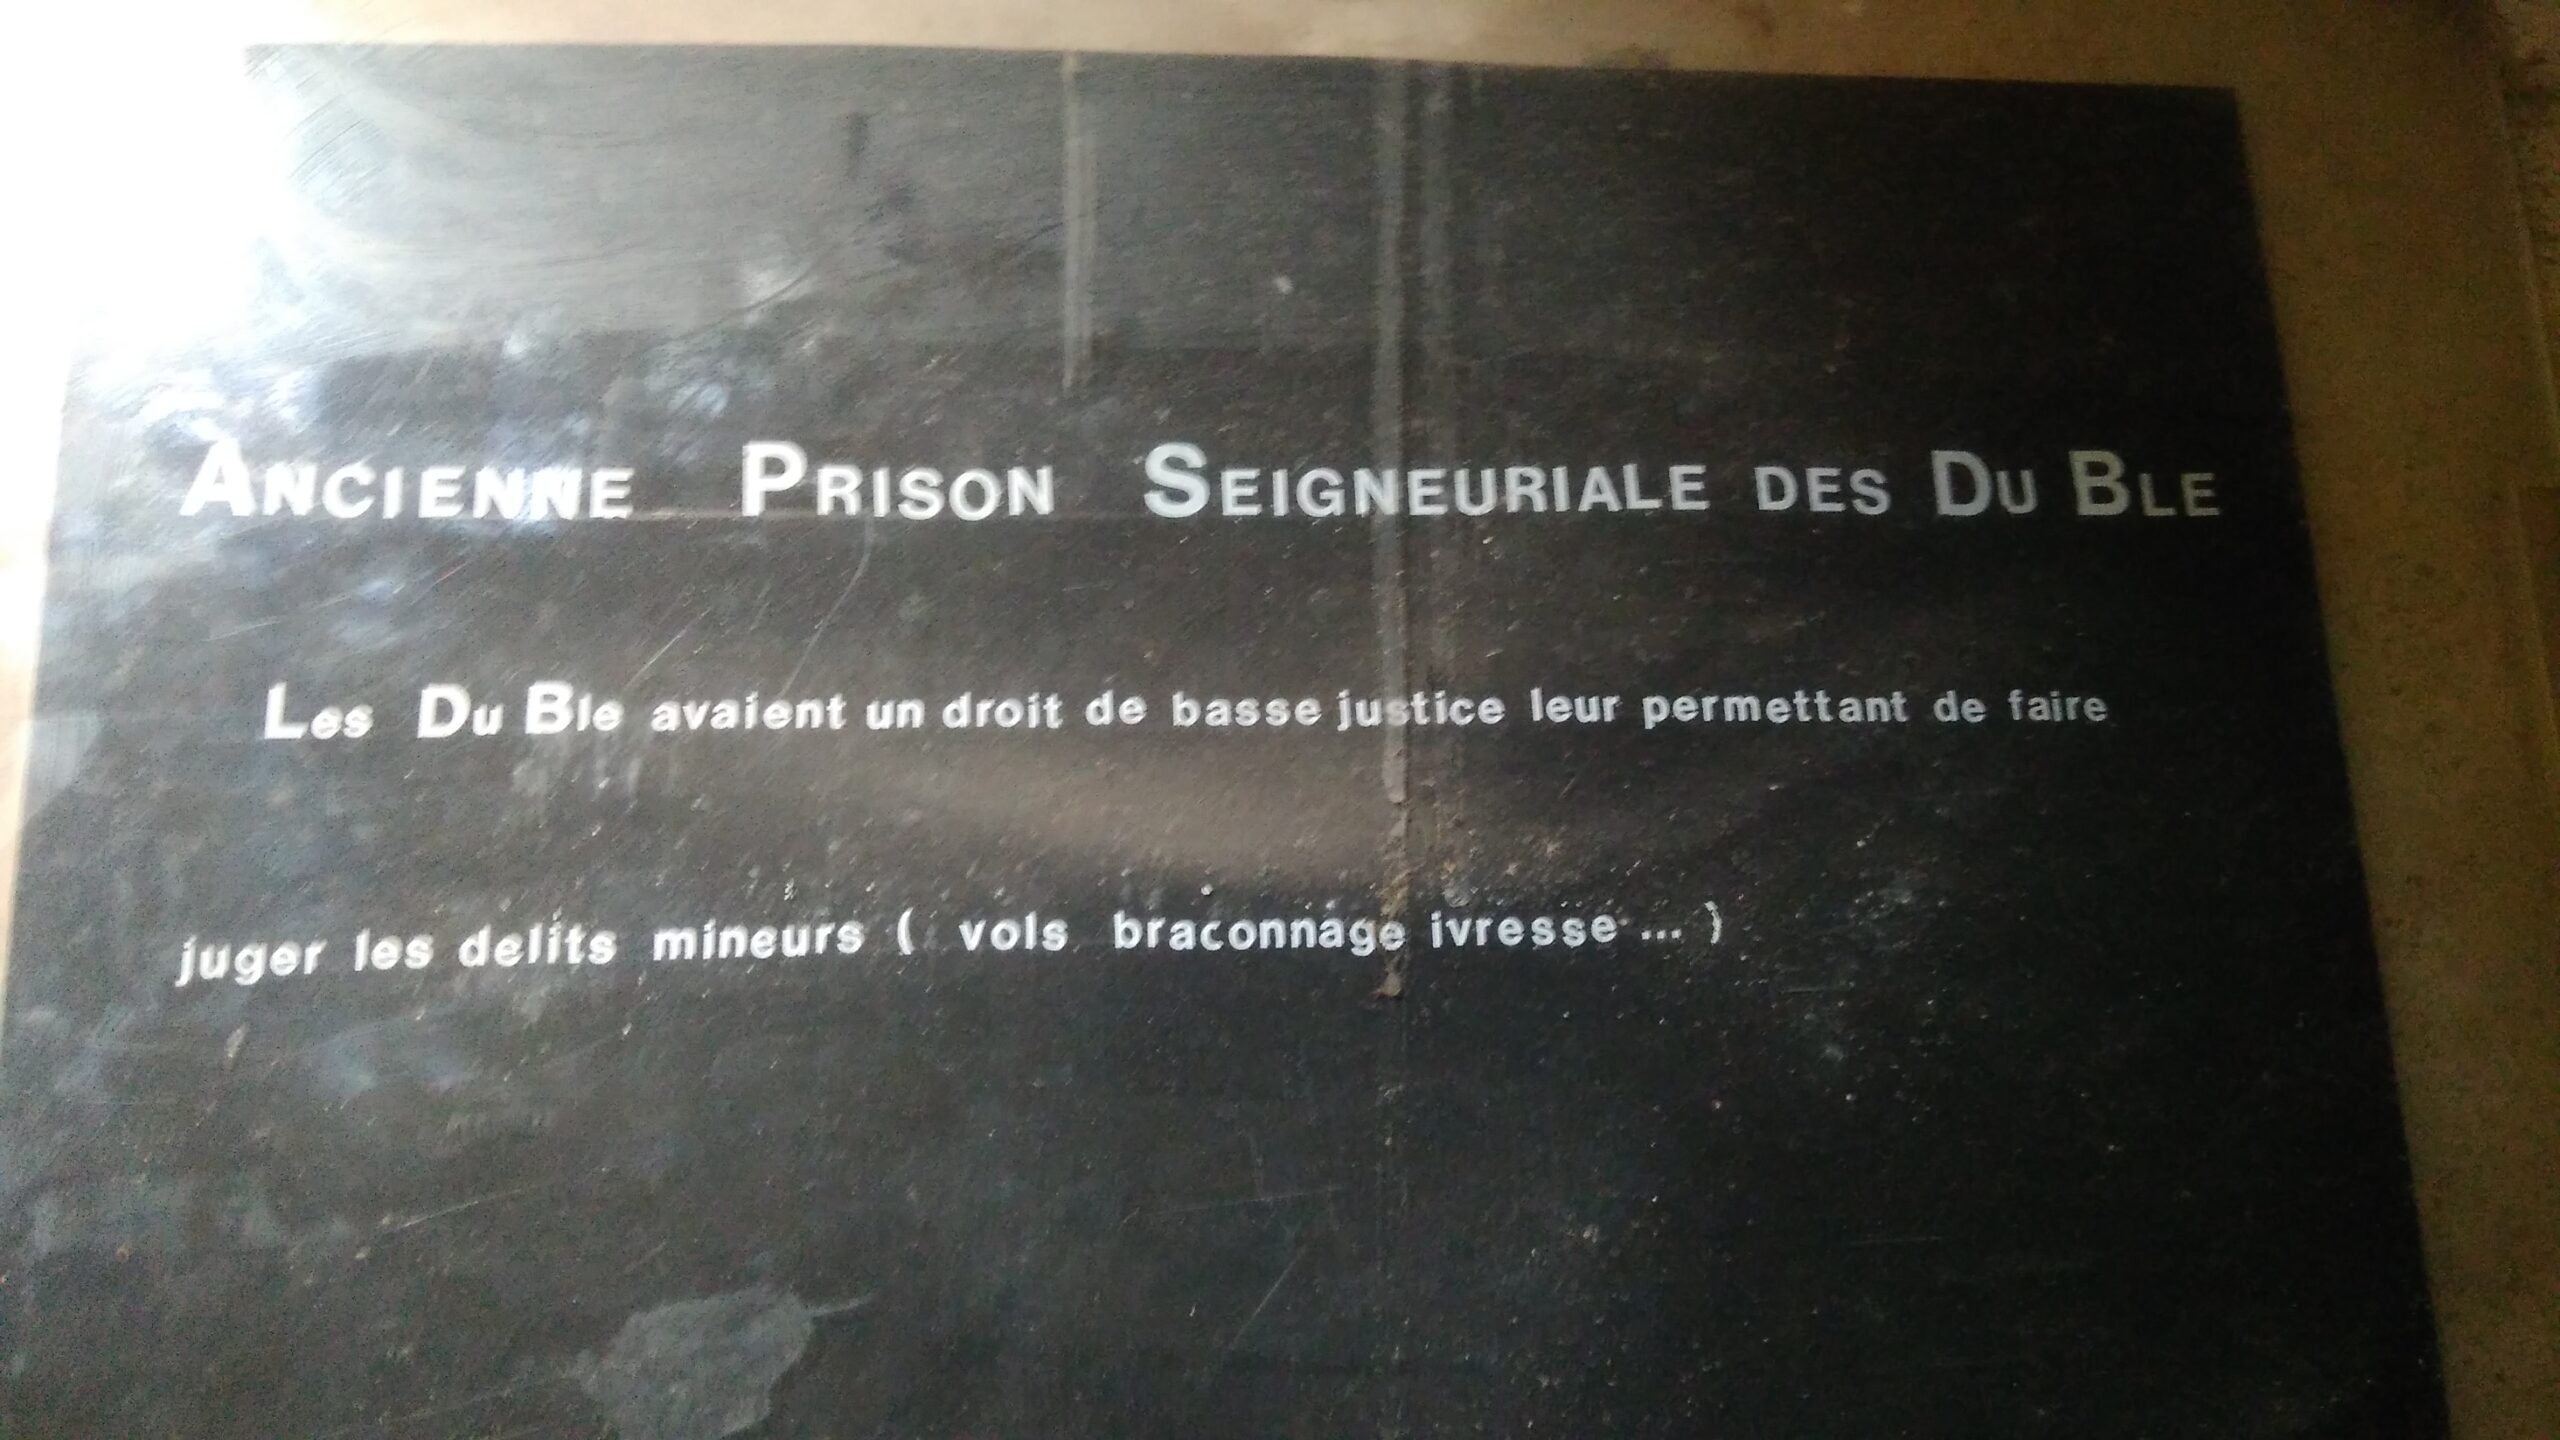 ANCIENNE PRISON SEIGNEURIALE DES DU BLE
Les Du Ble avaient un droit de basse justice leur permettant de faire
juger les delits mineurs ( vols braconnage ivresse ... )